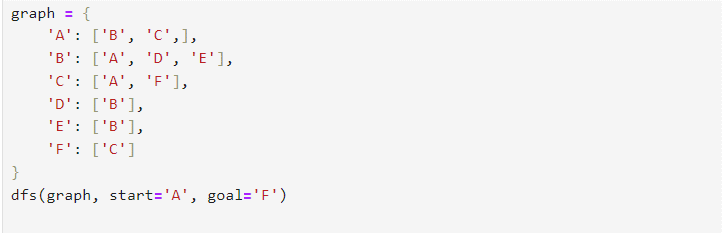 graph = {
    'A': ['B', 'C',],
    'B': ['A', 'D', 'E'],
    'C': ['A', 'F'],
    'D': ['B'],
    'E': ['B'],
    'F': ['C']
}
dfs(graph, start='A', goal='F')